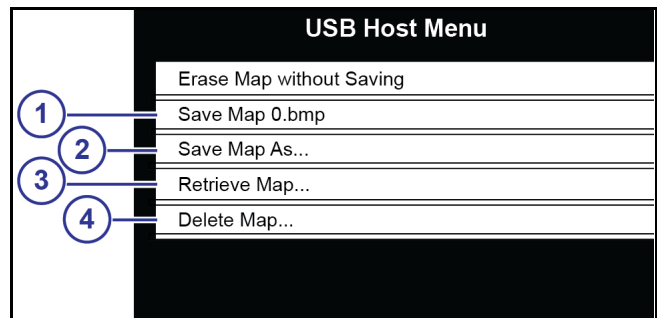 USB Host Menu
Erase Map without Saving
1
Save Map 0.bmp
2
Save Map As...
3
Retrieve Map...
4
Delete Map...